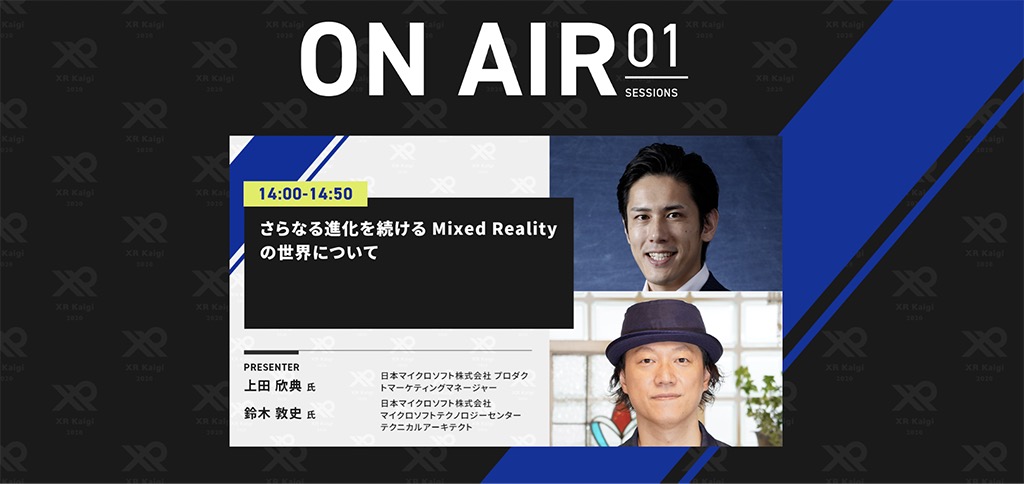 ON AIR 01
SESSIONS
14:00-14:50
さらなる進化を続ける Mixed Reality
の世界について
PRESENTER
上田 欣典 氏
日本マイクロソフト株式会社 プロダク
トマーケティングマネージャー
鈴木 敦史 氏
日本マイクロソフト株式会社
マイクロソフトテクノロジーセンター
テクニカルアーキテクト
XR Kaigi
2020